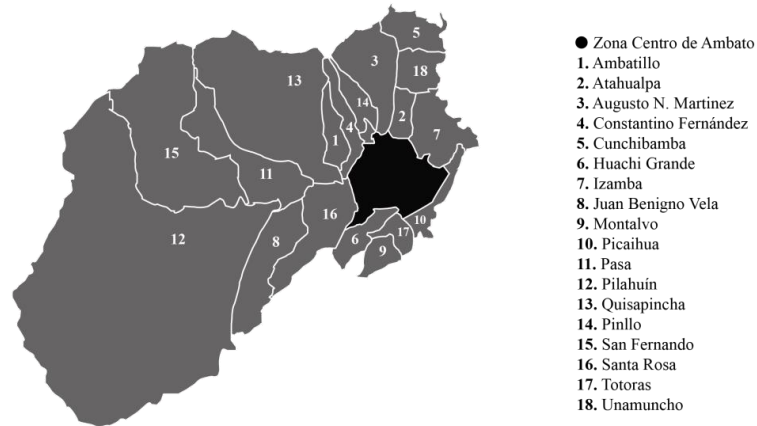 5
3
18
13
14
2
7
4
1
15
11
16
10
12
17
6
8
9
Zona Centro de Ambato
1. Ambatillo
2. Atahualpa
3. Augusto N. Martinez
4. Constantino Fernández
5. Cunchibamba
6. Huachi Grande
7. Izamba
8. Juan Benigno Vela
9. Montalvo
10. Picaihua
11. Pasa
12. Pilahuín
13. Quisapincha
14. Pinllo
15. San Fernando
16. Santa Rosa
17. Totoras
18. Unamuncho